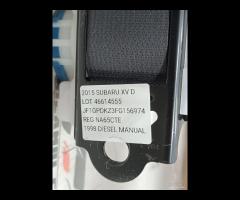 2015 SUBARU XV D
LOT 46614555
JF1GPDKZ3FG156974
REG NA65CTE
1998 DIESEL MANUAL